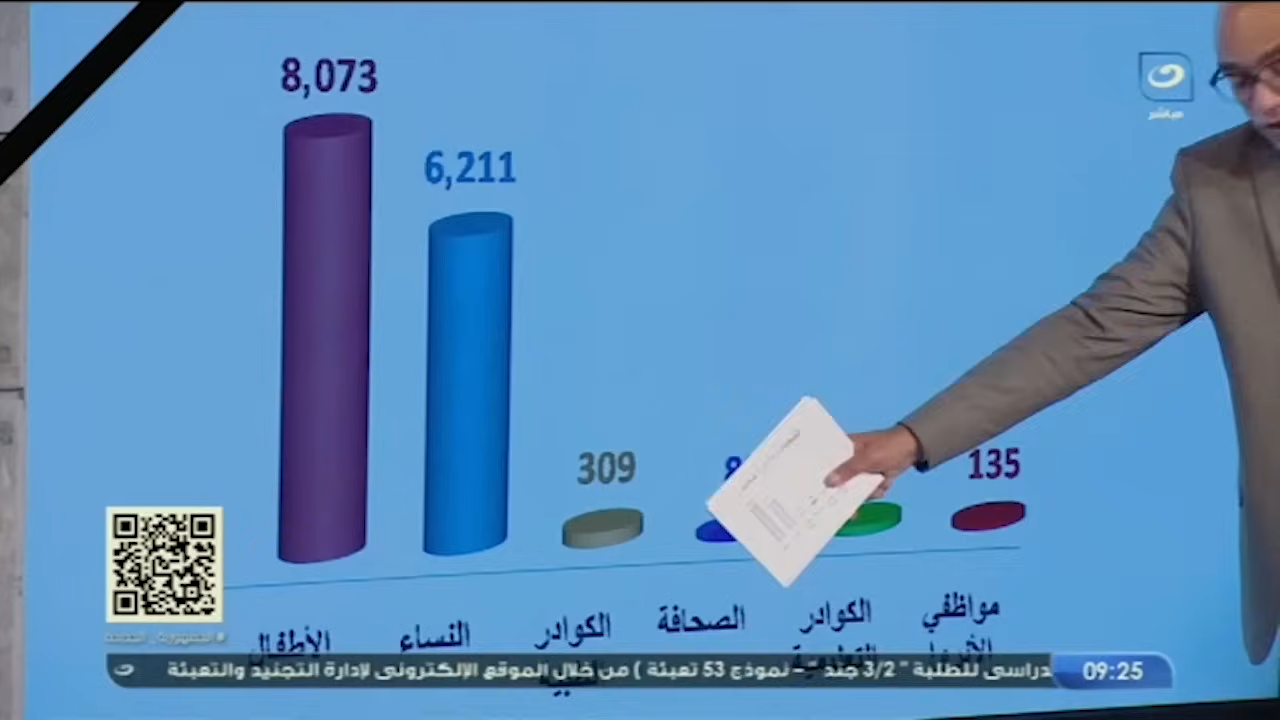 8,073
6,211
309
135
مباشر
الأطفال
النساء
الكوادر
الصحافة
الكوادر
مواظفي
دراسى للطلبة " 3/2 جند " – نموذج 53 تعبئة ) من خلال الموقع الإلكترونى لإدارة التجنيد والتعبئة
09:25